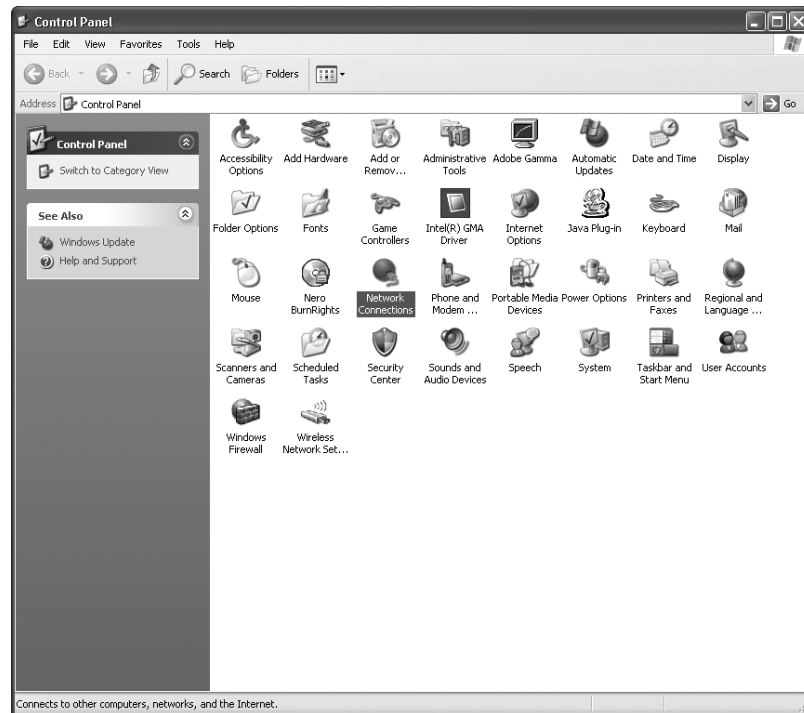 Control Panel
File Edit View Favorites Tools Help
Back Search Folders
Address Control Panel Go
Control Panel
Switch to Category View
See Also
Windows Update
Help and Support
Accessibility Options
Add Hardware
Add or Remov...
Administrative Tools
Adobe Gamma
Automatic Updates
Date and Time
Display
Folder Options
Fonts
Game Controllers
Intel(R) GMA Driver
Internet Options
Java Plug-in
Keyboard
Mail
Mouse
Nero BurnRights
Network Connections
Phone and Modem ...
Portable Media Devices
Power Options
Printers and Faxes
Regional and Language ...
Scanners and Cameras
Scheduled Tasks
Security Center
Sounds and Audio Devices
Speech
System
Taskbar and Start Menu
User Accounts
Windows Firewall
Wireless Network Set...
Connects to other computers, networks, and the Internet.